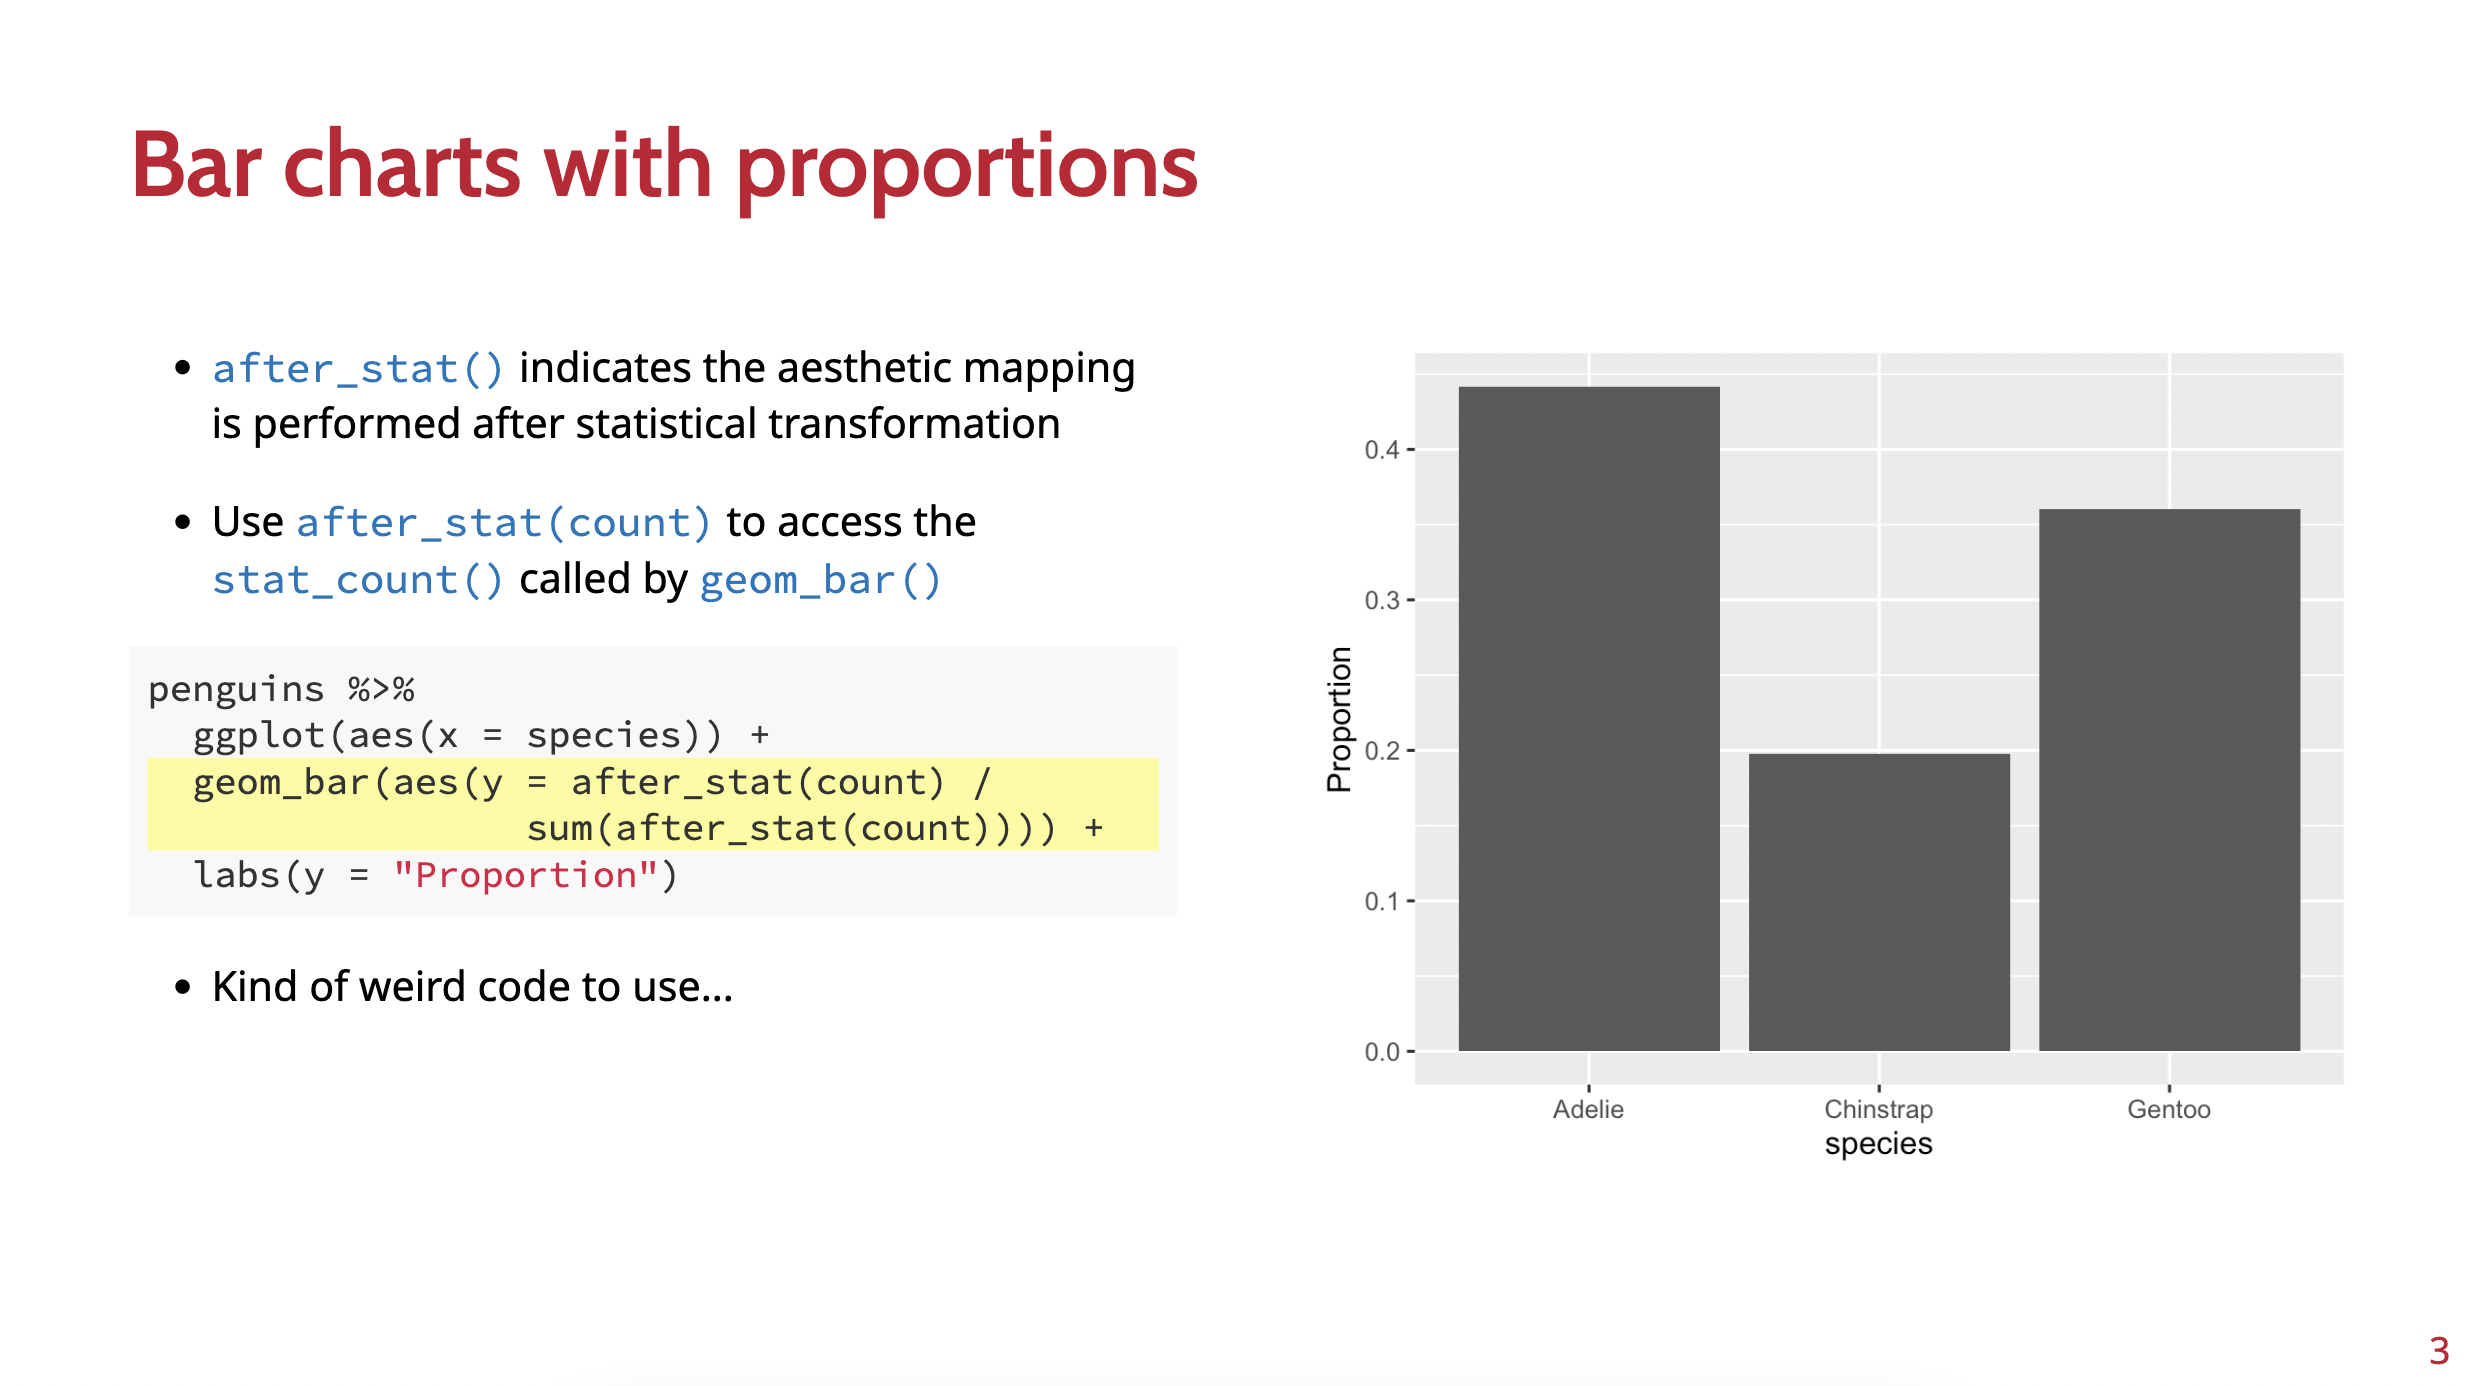 Bar charts with proportions
• after_stat() indicates the aesthetic mapping
is performed after statistical transformation
• Use after_stat(count) to access the
stat_count() called by geom_bar()
penguins %>%
  ggplot(aes(x = species)) +
  geom_bar(aes(y = after_stat(count) /
                 sum(after_stat(count)))) +
  labs(y = "Proportion")
• Kind of weird code to use...
Proportion
0.4
0.3
0.2
0.1
0.0
Adelie Chinstrap Gentoo
species
3